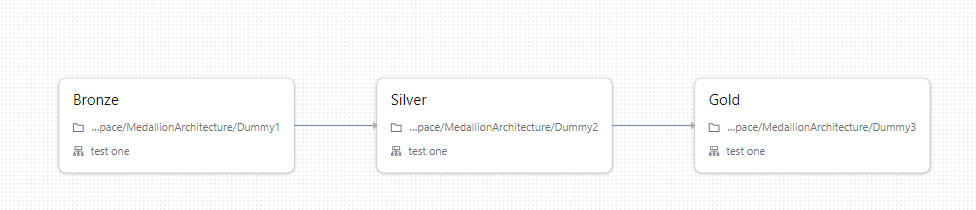 Bronze
...pace/MedallionArchitecture/Dummy1
test one
Silver
...pace/MedallionArchitecture/Dummy2
test one
Gold
...pace/MedallionArchitecture/Dummy3
test one